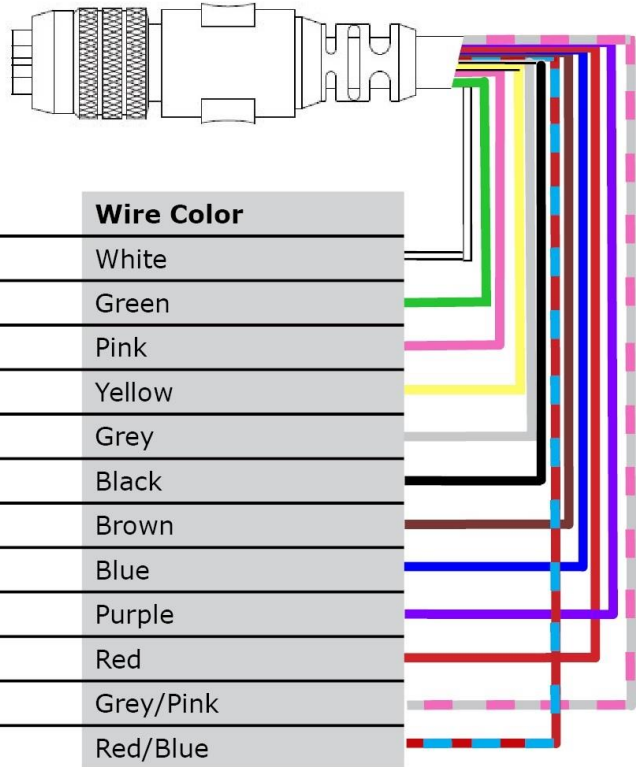 Wire Color
White
Green
Pink
Yellow
Grey
Black
Brown
Blue
Purple
Red
Grey/Pink
Red/Blue